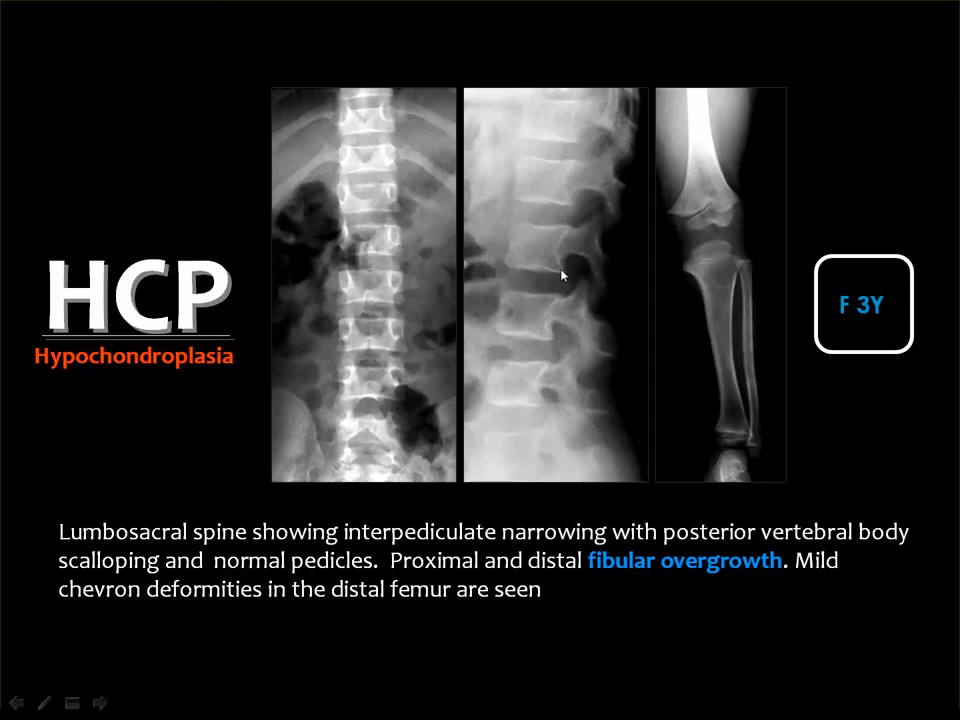 HCP
Hypochondroplasia
F 3Y
Lumbosacral spine showing interpediculate narrowing with posterior vertebral body
scalloping and normal pedicles. Proximal and distal fibular overgrowth. Mild
chevron deformities in the distal femur are seen